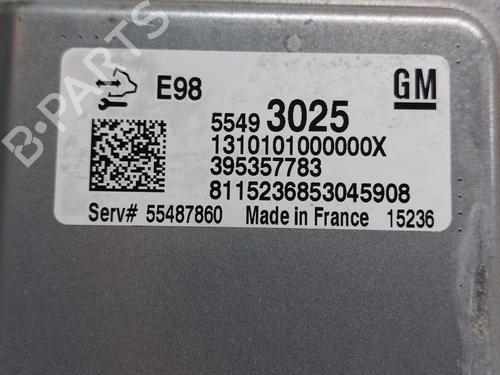 E98
GM
5549 3025
1310101000000X
395357783
8115236853045908
Serv# 55487860 Made in France 15236
B-PARTS